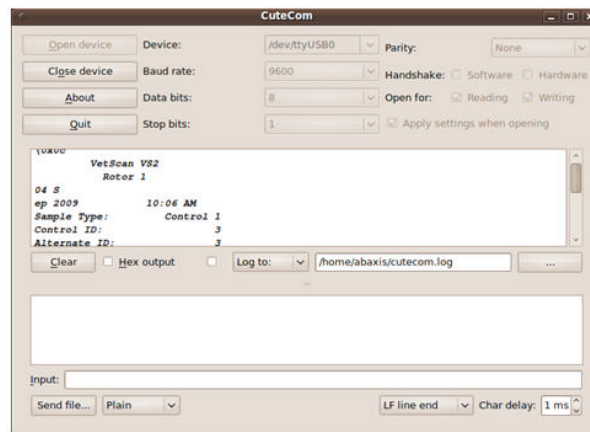 CuteCom
Open device Device: /dev/ttyUSB0 Parity: None
Close device Baud rate: 9600 Handshake: Software Hardware
About Data bits: 8 Open for: Reading Writing
Quit Stop bits: 1 Apply settings when opening
\0x0c
VetScan VS2
Rotor 1
04 S
ep 2009 10:06 AM
Sample Type: Control 1
Control ID: 3
Alternate ID: 3
Clear Hex output Log to: /home/abaxis/cutecom.log ...
Input:
Send file... Plain LF line end Char delay: 1 ms